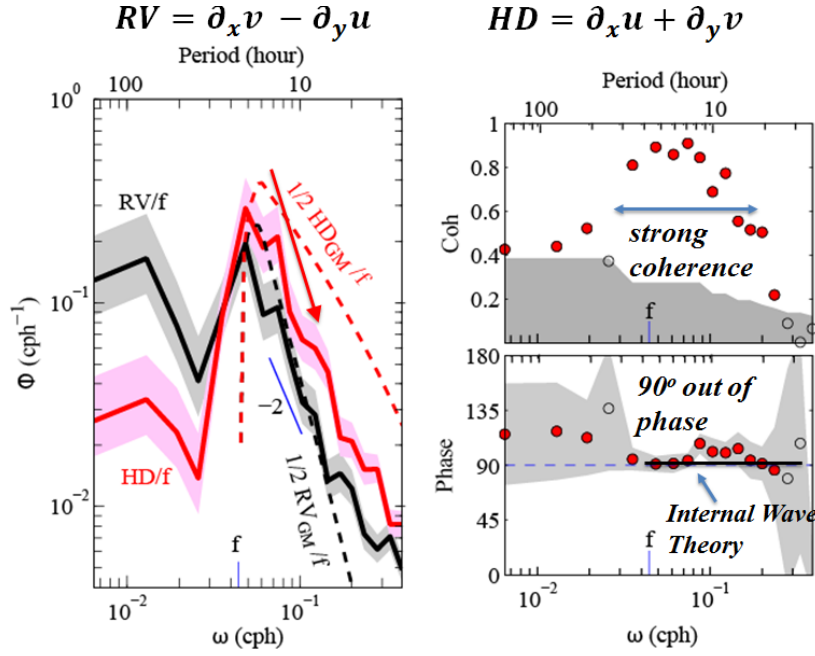 RV = ∂ₓv − ∂ᵧu
Period (hour)
100
10
10⁰
10⁻¹
10⁻²
Φ (cph⁻¹)
RV/f
HD/f
1/2 HD_GM/f
−2
1/2 RV_GM/f
f
10⁻²
10⁻¹
ω (cph)
HD = ∂ₓu + ∂ᵧv
Period (hour)
100
10
1
0.8
0.6
0.4
0.2
Coh
strong
coherence
f
180
135
90
45
0
Phase
90º out of
phase
Internal Wave
Theory
f
10⁻²
10⁻¹
ω (cph)